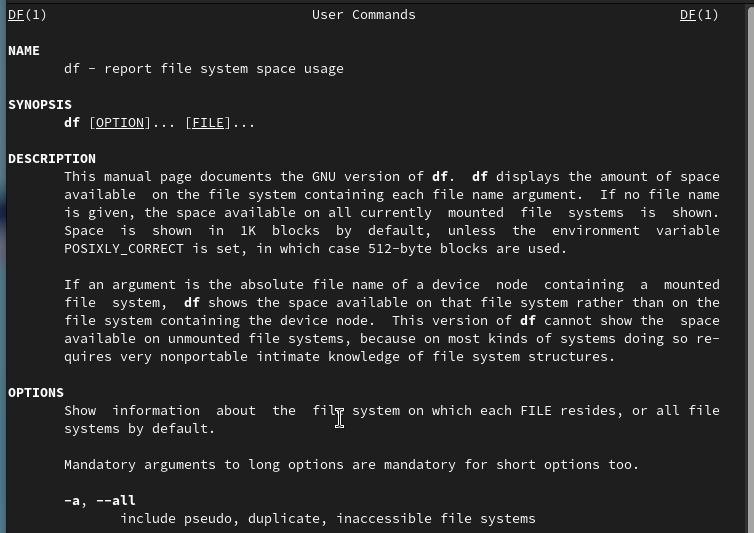 DF(1) User Commands DF(1)
NAME
df - report file system space usage
SYNOPSIS
df [OPTION]... [FILE]...
DESCRIPTION
This manual page documents the GNU version of df. df displays the amount of space
available on the file system containing each file name argument. If no file name
is given, the space available on all currently mounted file systems is shown.
Space is shown in 1K blocks by default, unless the environment variable
POSIXLY_CORRECT is set, in which case 512-byte blocks are used.
If an argument is the absolute file name of a device node containing a mounted
file system, df shows the space available on that file system rather than on the
file system containing the device node. This version of df cannot show the space
available on unmounted file systems, because on most kinds of systems doing so re-
quires very nonportable intimate knowledge of file system structures.
OPTIONS
Show information about the file system on which each FILE resides, or all file
systems by default.
Mandatory arguments to long options are mandatory for short options too.
-a, --all
include pseudo, duplicate, inaccessible file systems